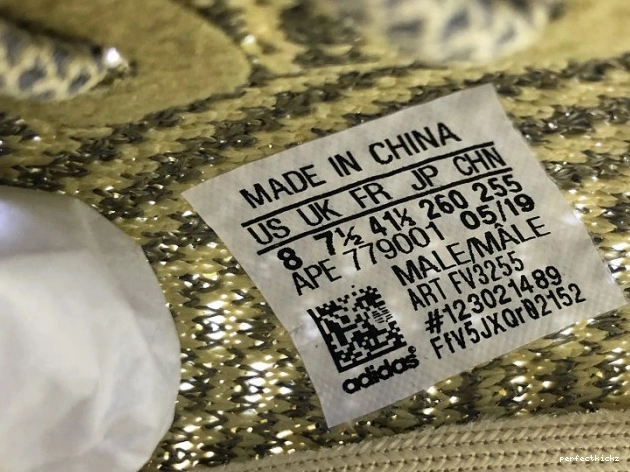 MADE IN CHINA
US UK FR JP CHN
8 7½ 41⅓ 260 255
APE 779001 05/19
MALE/MÂLE
ART FV3255
#123021489
FfV5JXQr02152
adidas
perfectkickz